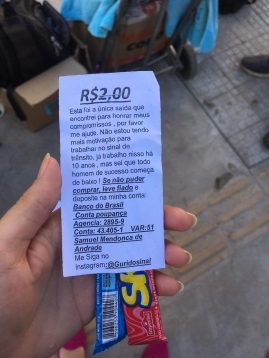 R$2,00
Esta foi a única saída que
encontrei para honrar meus
compromissos , por favor
me ajude. Não estou tendo
mais motivação para
trabalhar no sinal de
trânsito, já trabalho nisso há
10 anos , mas sei que todo
homem de sucesso começa
de baixo ! Se não puder
comprar, leve fiado e
deposite na minha conta:
Banco do Brasil
Conta poupança
Agencia: 2895-9
Conta: 43.405-1 VAR:51
Samuel Mendonca de
Andrade
Me Siga no
Instagram:@Guridosinal